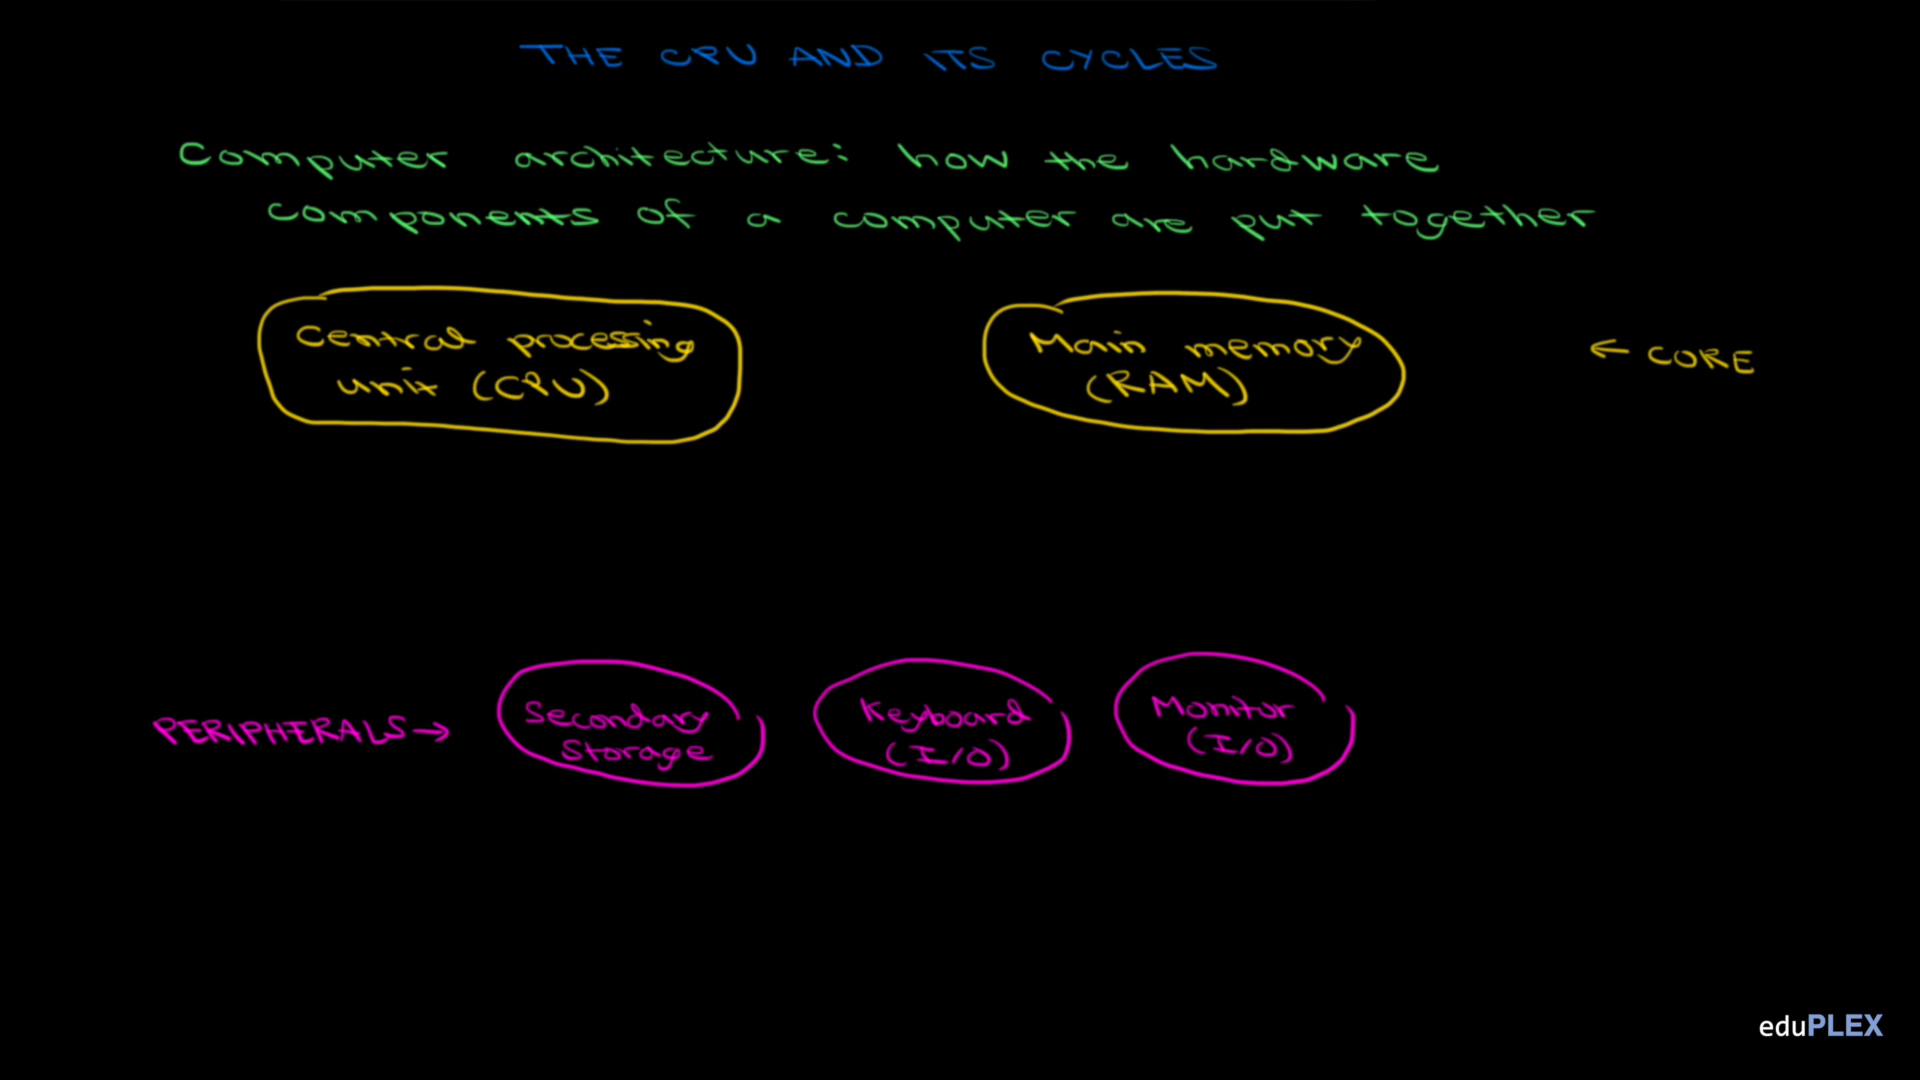 THE CPU AND ITS CYCLES
Computer architecture: how the hardware
components of a computer are put together
Central processing
unit (CPU)
Main memory
(RAM)
← CORE
PERIPHERALS →
Secondary
Storage
Keyboard
(I/O)
Monitor
(I/O)
eduPLEX